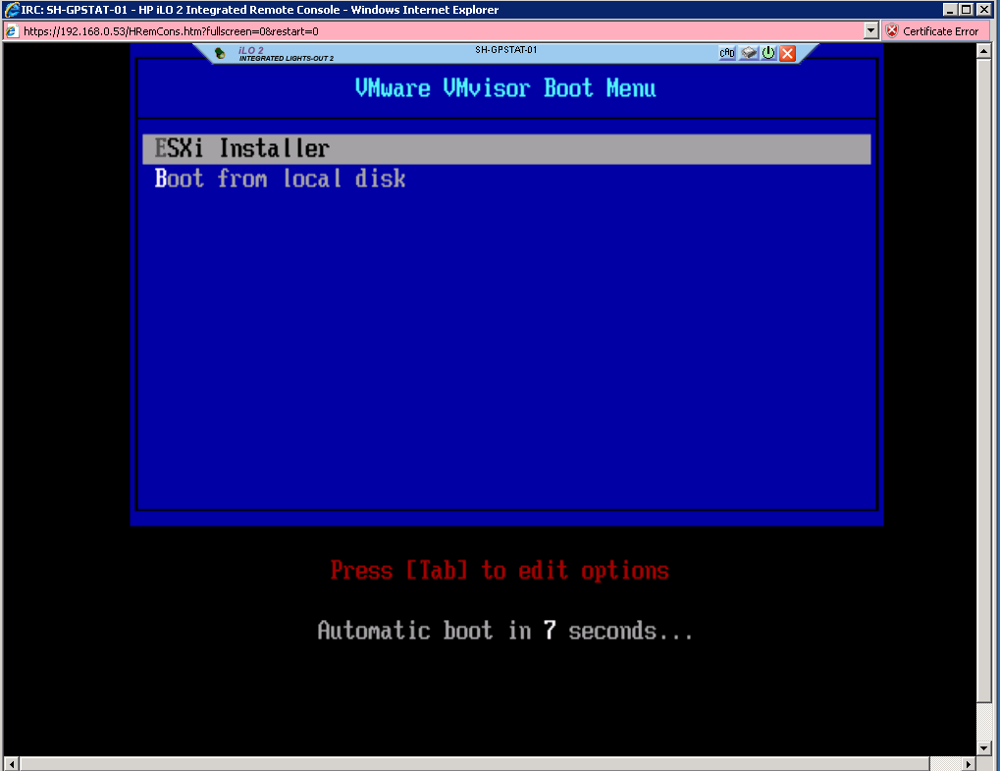 IRC: SH-GPSTAT-01 - HP iLO 2 Integrated Remote Console - Windows Internet Explorer
https://192.168.0.53/HRemCons.htm?fullscreen=0&restart=0
Certificate Error
iLO 2
INTEGRATED LIGHTS-OUT 2
SH-GPSTAT-01
CAD
VMware VMvisor Boot Menu
ESXi Installer
Boot from local disk
Press [Tab] to edit options
Automatic boot in 7 seconds...